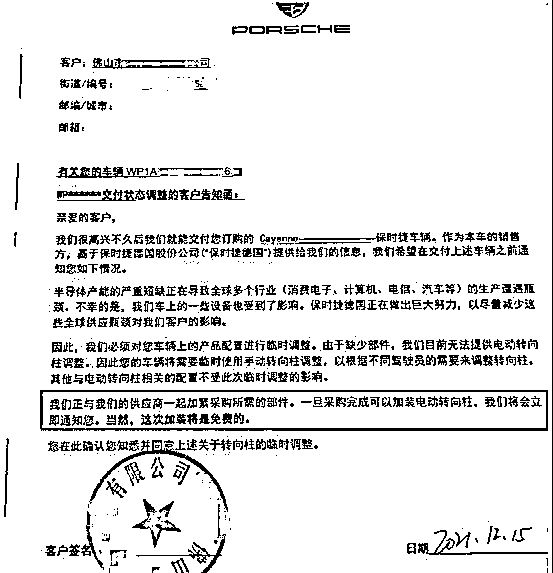 PORSCHE
客户：佛山市 公司
街道/编号：
邮编/城市：
邮箱：
有关您的车辆 WP1A 6.
交付状态调整的客户告知函：
亲爱的客户，
我们很高兴不久后我们就能交付您订购的 Cayenne 保时捷车辆。作为本车的销售
方，基于保时捷德国股份公司（“保时捷德国”）提供给我们的信息，我们希望在交付上述车辆之前通
知您如下情况。
半导体产能的严重短缺正在导致全球多个行业（消费电子、计算机、电信、汽车等）的生产遭遇瓶
颈。不幸的是，我们车上的一些设备也受到了影响。保时捷德国正在做出巨大努力，以尽量减少这
些全球供应瓶颈对我们客户的影响。
因此，我们必须对您车辆上的产品配置进行临时调整。由于缺少部件，我们目前无法提供电动转向
柱调整。因此您的车辆将需要临时使用手动转向柱调整，以根据不同驾驶员的需要来调整转向柱。
其他与电动转向柱相关的配置不受此次临时调整的影响。
我们正与我们的供应商一起加紧采购所需的部件。一旦采购完成可以加装电动转向柱，我们将会立
即通知您。当然，这次加装将是免费的。
您在此确认您知悉并同意上述关于转向柱的临时调整。
有限公司
佛山
客户签名
日期 2021.12.15